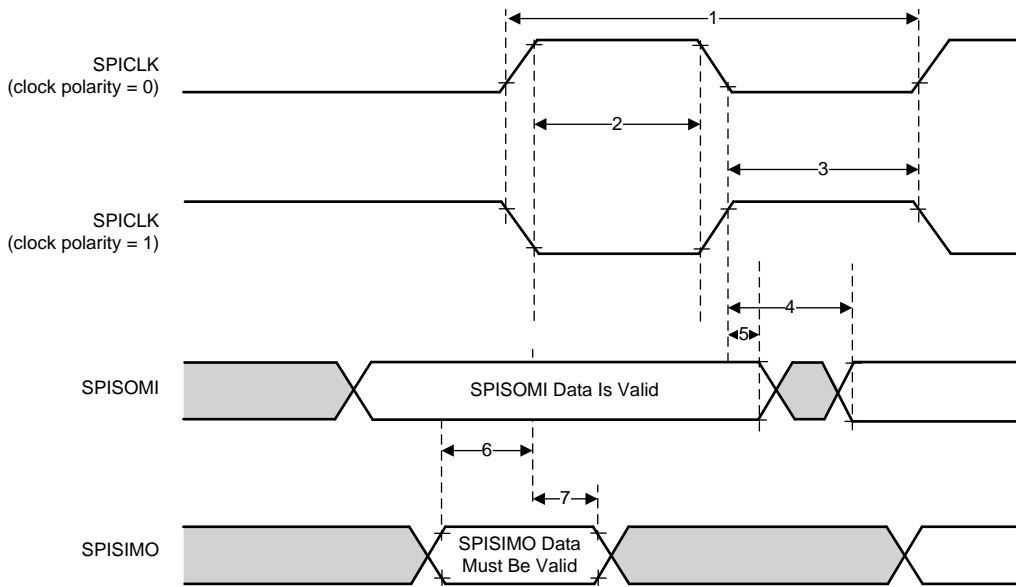 1
SPICLK
(clock polarity = 0)
2
3
SPICLK
(clock polarity = 1)
4
5
SPISOMI
SPISOMI Data Is Valid
6
7
SPISIMO
SPISIMO Data
Must Be Valid